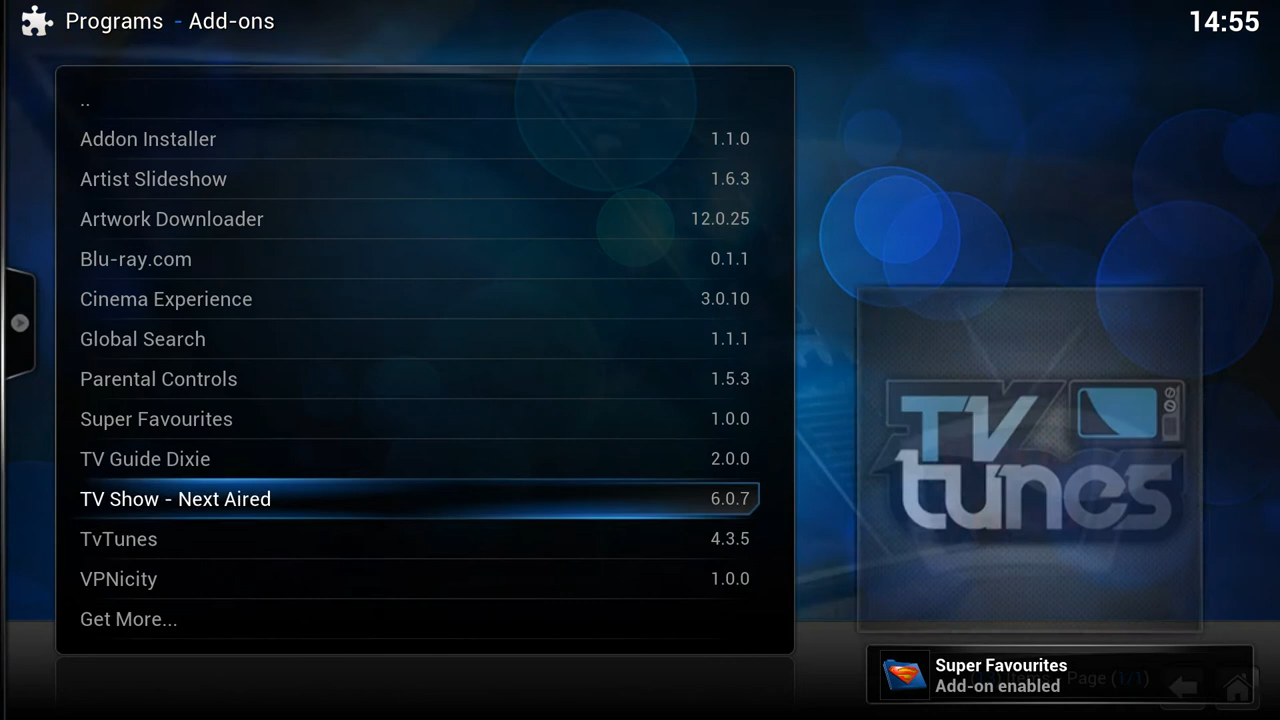 Programs - Add-ons
14:55
..
Addon Installer 1.1.0
Artist Slideshow 1.6.3
Artwork Downloader 12.0.25
Blu-ray.com 0.1.1
Cinema Experience 3.0.10
Global Search 1.1.1
Parental Controls 1.5.3
Super Favourites 1.0.0
TV Guide Dixie 2.0.0
TV Show - Next Aired 6.0.7
TvTunes 4.3.5
VPNicity 1.0.0
Get More...
TV
tunes
Super Favourites
Add-on enabled
Page (1/1)